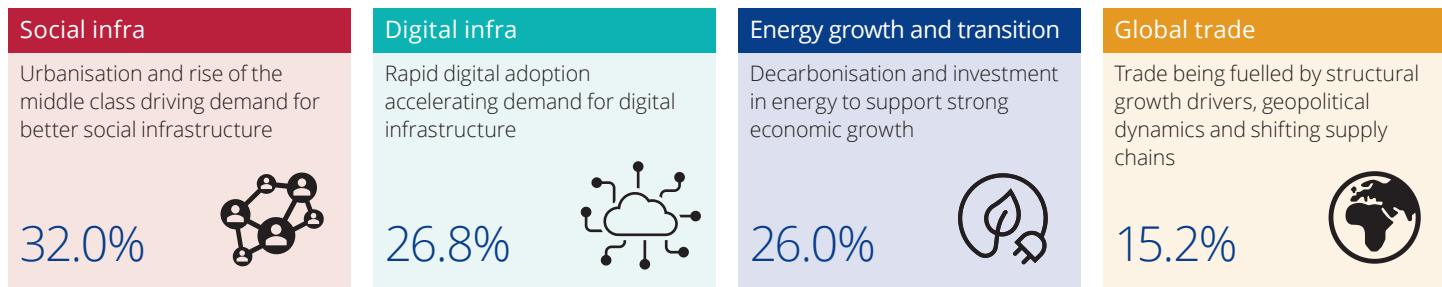 Social infra
Urbanisation and rise of the
middle class driving demand for
better social infrastructure
32.0%
Digital infra
Rapid digital adoption
accelerating demand for digital
infrastructure
26.8%
Energy growth and transition
Decarbonisation and investment
in energy to support strong
economic growth
26.0%
Global trade
Trade being fuelled by structural
growth drivers, geopolitical
dynamics and shifting supply
chains
15.2%